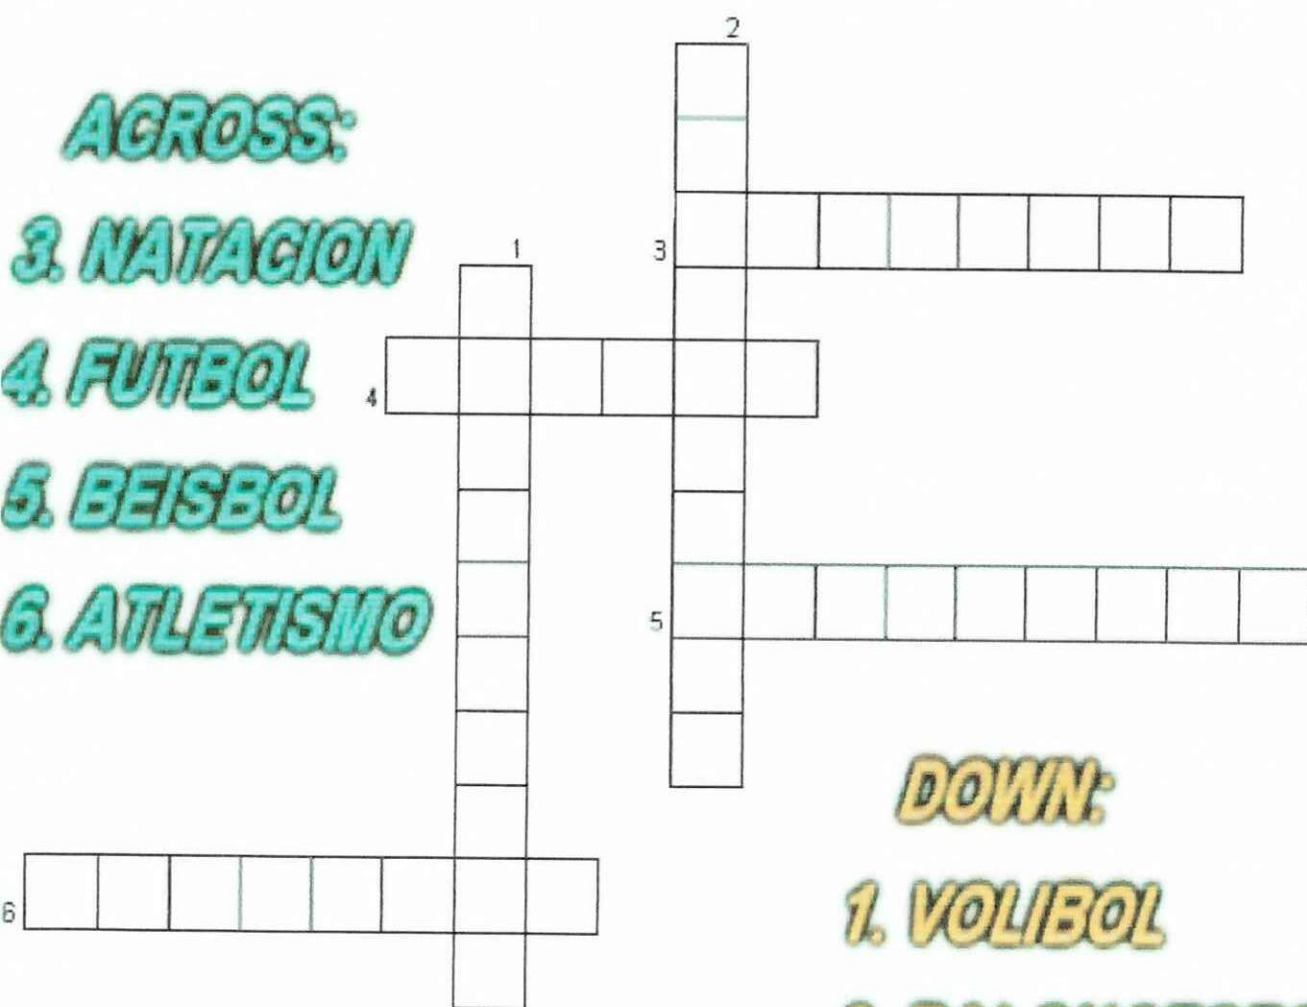 2
ACROSS:
3. NATACION
1
3
4. FUTBOL
4
5. BEISBOL
5
6. ATLETISMO
DOWN:
6
1. VOLIBOL